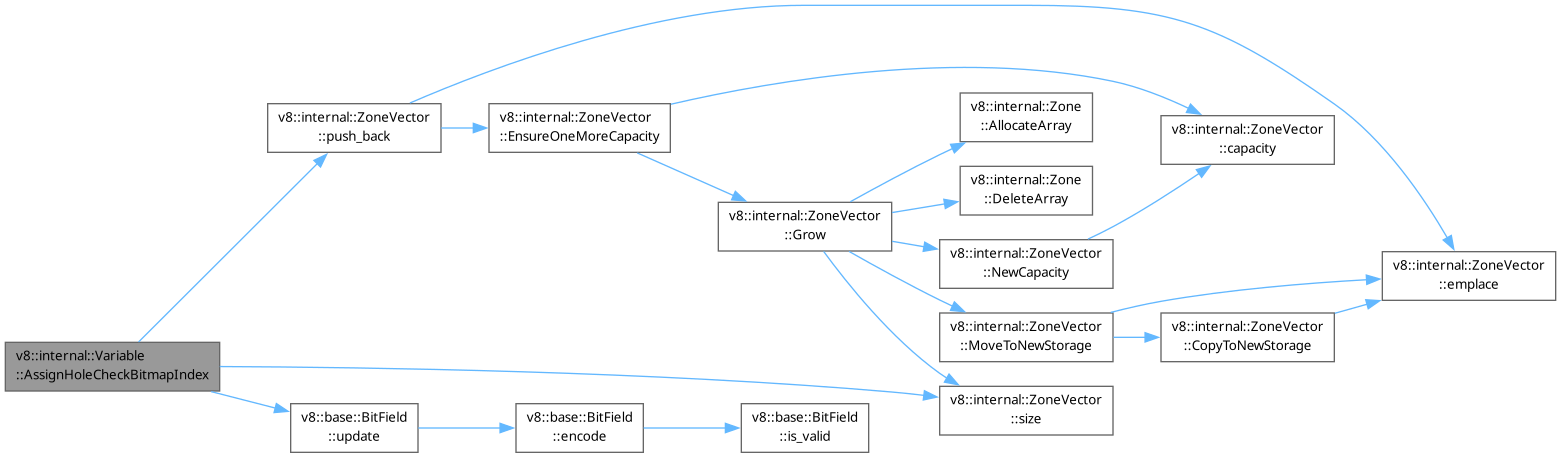 v8::internal::Variable
::AssignHoleCheckBitmapIndex
v8::internal::ZoneVector
::push_back
v8::internal::ZoneVector
::EnsureOneMoreCapacity
v8::internal::ZoneVector
::Grow
v8::internal::Zone
::AllocateArray
v8::internal::Zone
::DeleteArray
v8::internal::ZoneVector
::NewCapacity
v8::internal::ZoneVector
::MoveToNewStorage
v8::internal::ZoneVector
::size
v8::internal::ZoneVector
::capacity
v8::internal::ZoneVector
::CopyToNewStorage
v8::internal::ZoneVector
::emplace
v8::base::BitField
::update
v8::base::BitField
::encode
v8::base::BitField
::is_valid